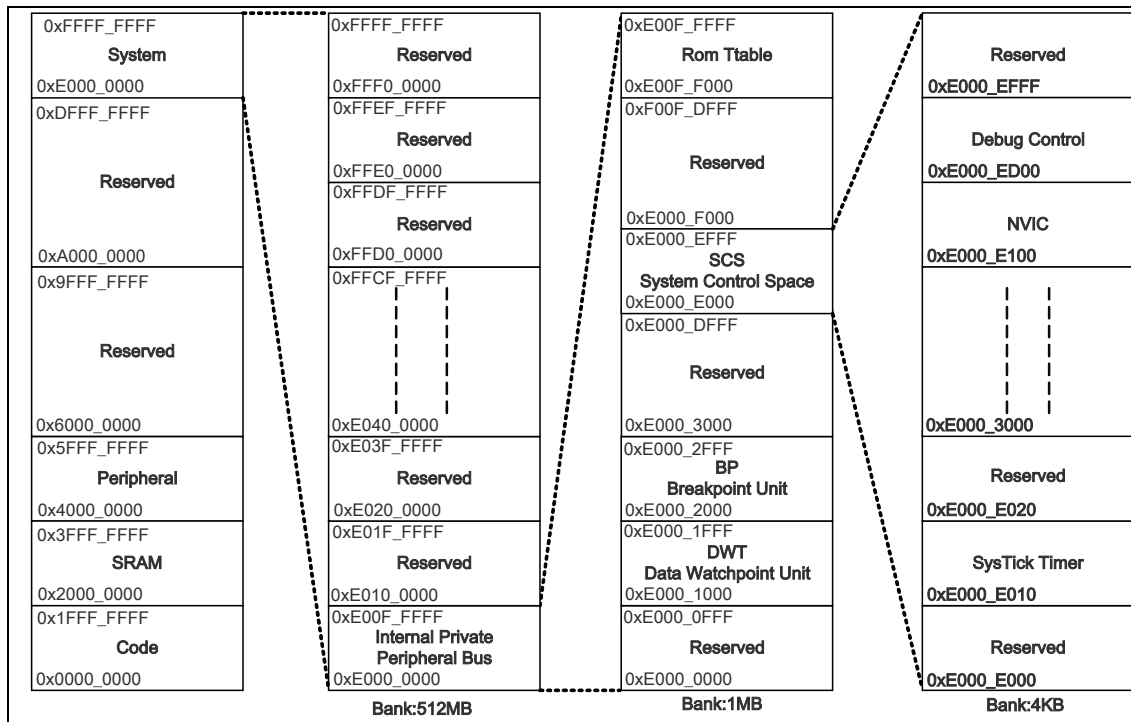 0xFFFF_FFFF
System
0xE000_0000
0xDFFF_FFFF
Reserved
0xA000_0000
0x9FFF_FFFF
Reserved
0x6000_0000
0x5FFF_FFFF
Peripheral
0x4000_0000
0x3FFF_FFFF
SRAM
0x2000_0000
0x1FFF_FFFF
Code
0x0000_0000
0xFFFF_FFFF
Reserved
0xFFF0_0000
0xFFEF_FFFF
Reserved
0xFFE0_0000
0xFFDF_FFFF
Reserved
0xFFD0_0000
0xFFCF_FFFF
0xE040_0000
0xE03F_FFFF
Reserved
0xE020_0000
0xE01F_FFFF
Reserved
0xE010_0000
0xE00F_FFFF
Internal Private
Peripheral Bus
0xE000_0000
Bank:512MB
0xE00F_FFFF
Rom Ttable
0xE00F_F000
0xF00F_DFFF
Reserved
0xE000_F000
0xE000_EFFF
SCS
System Control Space
0xE000_E000
0xE000_DFFF
Reserved
0xE000_3000
0xE000_2FFF
BP
Breakpoint Unit
0xE000_2000
0xE000_1FFF
DWT
Data Watchpoint Unit
0xE000_1000
0xE000_0FFF
Reserved
0xE000_0000
Bank:1MB
Reserved
0xE000_EFFF
Debug Control
0xE000_ED00
NVIC
0xE000_E100
0xE000_3000
Reserved
0xE000_E020
SysTick Timer
0xE000_E010
Reserved
0xE000_E000
Bank:4KB